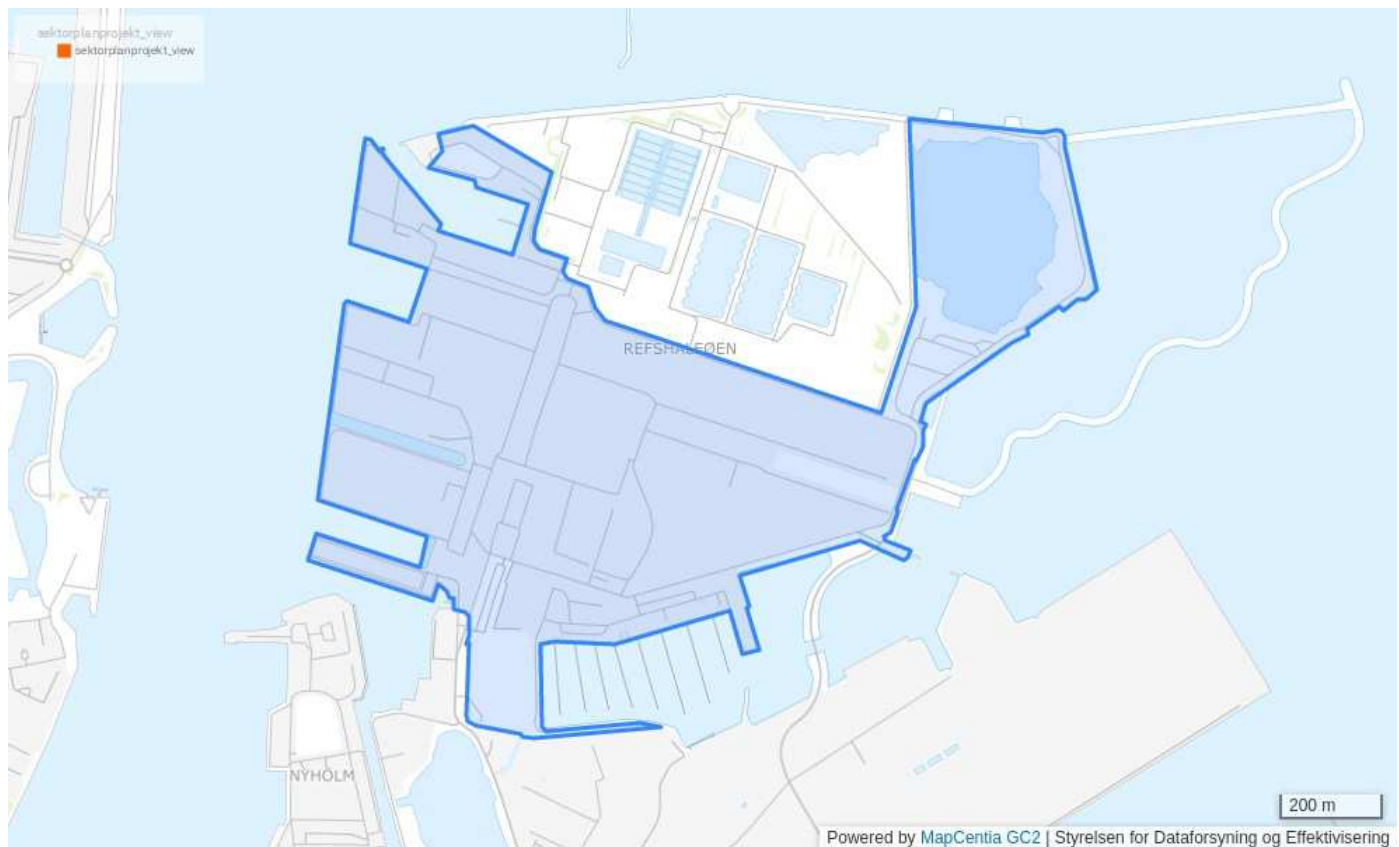 sektorplanprojekt_view
sektorplanprojekt_view
REFSHALEØEN
NYHOLM
200 m
Powered by MapCentia GC2 | Styrelsen for Dataforsyning og Effektivisering